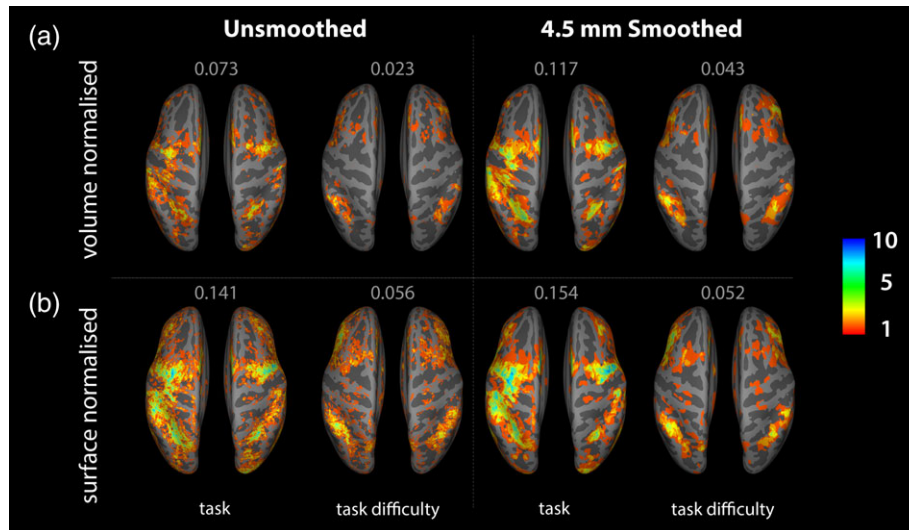 (a)
Unsmoothed
4.5 mm Smoothed
0.073
0.023
0.117
0.043
volume normalised
10
5
1
(b)
0.141
0.056
0.154
0.052
surface normalised
task
task difficulty
task
task difficulty